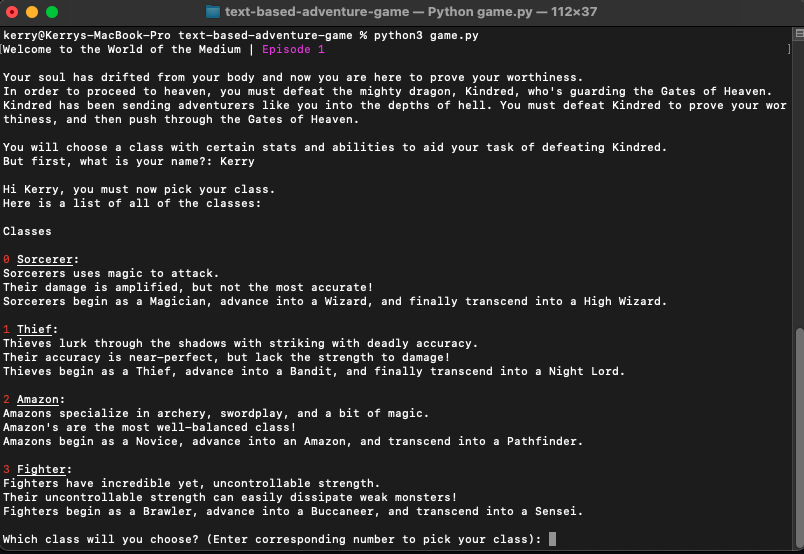 text-based-adventure-game — Python game.py — 112×37
kerry@Kerrys-MacBook-Pro text-based-adventure-game % python3 game.py
[Welcome to the World of the Medium | Episode 1 ]
Your soul has drifted from your body and now you are here to prove your worthiness.
In order to proceed to heaven, you must defeat the mighty dragon, Kindred, who's guarding the Gates of Heaven.
Kindred has been sending adventurers like you into the depths of hell. You must defeat Kindred to prove your wor
thiness, and then push through the Gates of Heaven.
You will choose a class with certain stats and abilities to aid your task of defeating Kindred.
But first, what is your name?: Kerry
Hi Kerry, you must now pick your class.
Here is a list of all of the classes:
Classes
0 Sorcerer:
Sorcerers uses magic to attack.
Their damage is amplified, but not the most accurate!
Sorcerers begin as a Magician, advance into a Wizard, and finally transcend into a High Wizard.
1 Thief:
Thieves lurk through the shadows with striking with deadly accuracy.
Their accuracy is near-perfect, but lack the strength to damage!
Thieves begin as a Thief, advance into a Bandit, and finally transcend into a Night Lord.
2 Amazon:
Amazons specialize in archery, swordplay, and a bit of magic.
Amazon's are the most well-balanced class!
Amazons begin as a Novice, advance into an Amazon, and transcend into a Pathfinder.
3 Fighter:
Fighters have incredible yet, uncontrollable strength.
Their uncontrollable strength can easily dissipate weak monsters!
Fighters begin as a Brawler, advance into a Buccaneer, and transcend into a Sensei.
Which class will you choose? (Enter corresponding number to pick your class):